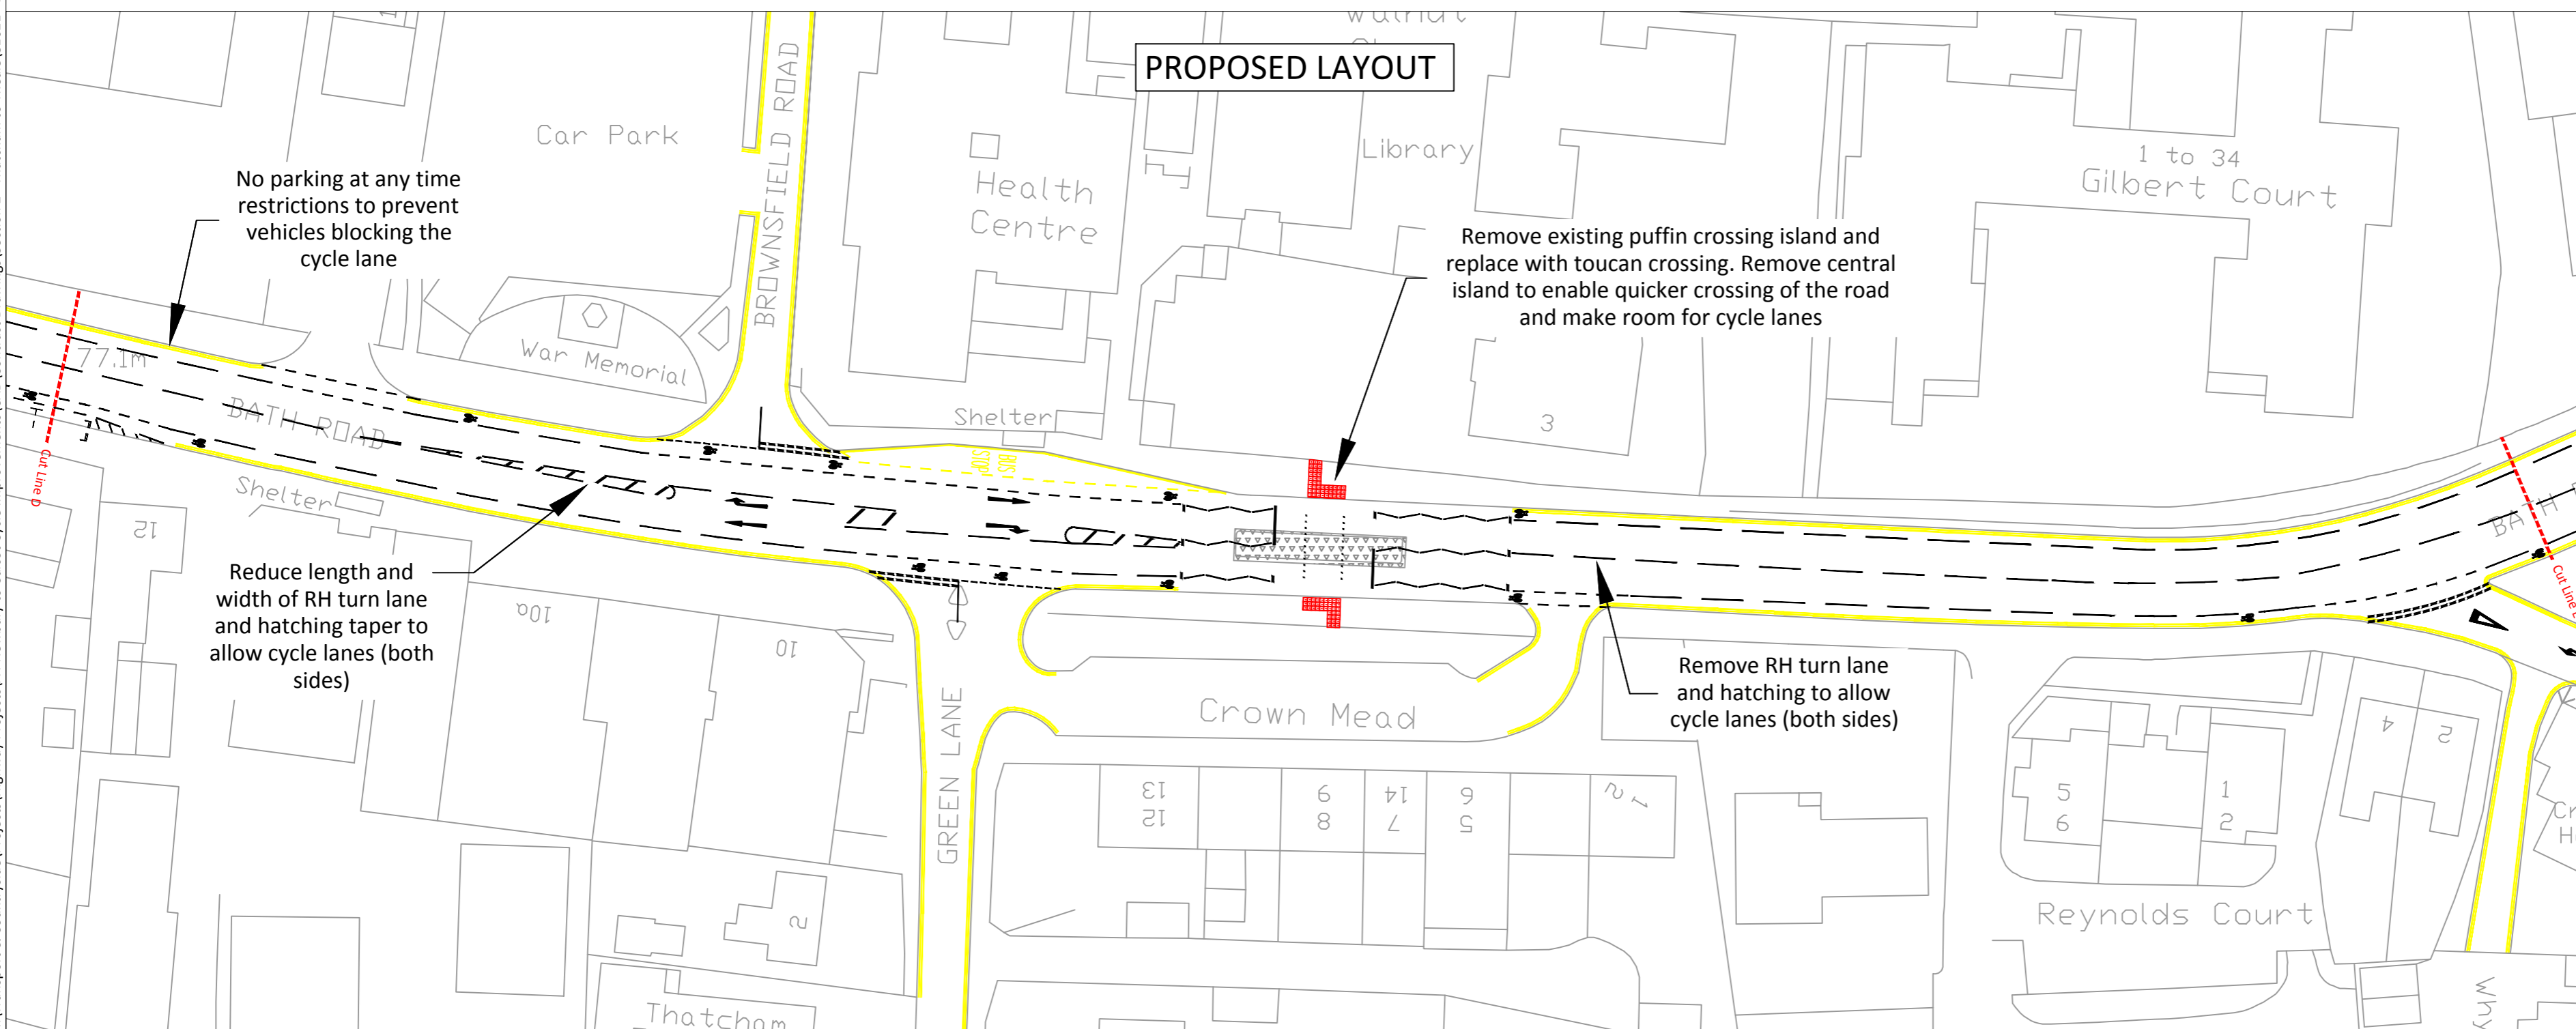 PROPOSED LAYOUT
Car Park
BROWNSFIELD ROAD
Health
Centre
Library
1 to 34
Gilbert Court
No parking at any time
restrictions to prevent
vehicles blocking the
cycle lane
Remove existing puffin crossing island and
replace with toucan crossing. Remove central
island to enable quicker crossing of the road
and make room for cycle lanes
War Memorial
77.1m
BATH ROAD
Shelter
3
BUS
STOP
Cut Line D
Shelter
12
Reduce length and
width of RH turn lane
and hatching taper to
allow cycle lanes (both
sides)
10a
10
GREEN LANE
Crown Mead
Remove RH turn lane
and hatching to allow
cycle lanes (both sides)
Cut Line
4
2
13
12
9
8
14
7
6
5
1
2
5
6
1
2
2
Reynolds Court
Thatcham